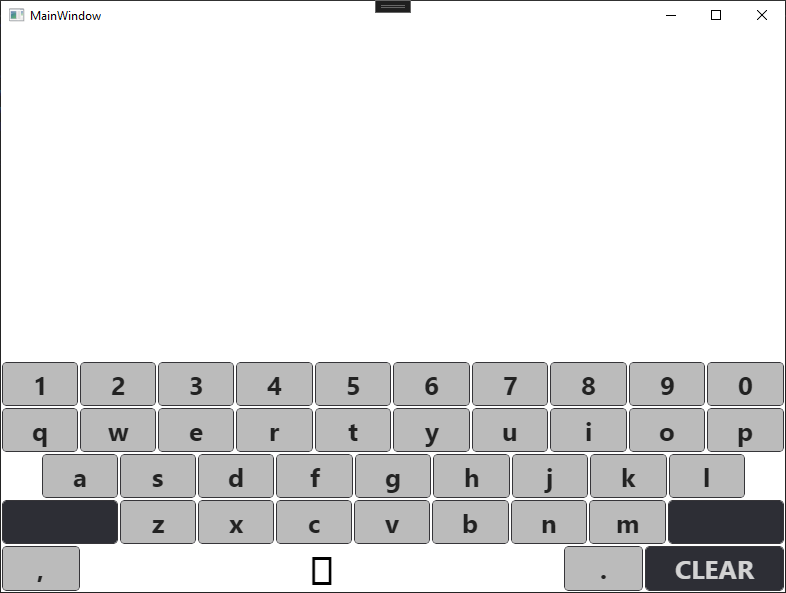 MainWindow
1 2 3 4 5 6 7 8 9 0
q w e r t y u i o p
a s d f g h j k l
z x c v b n m
, . CLEAR